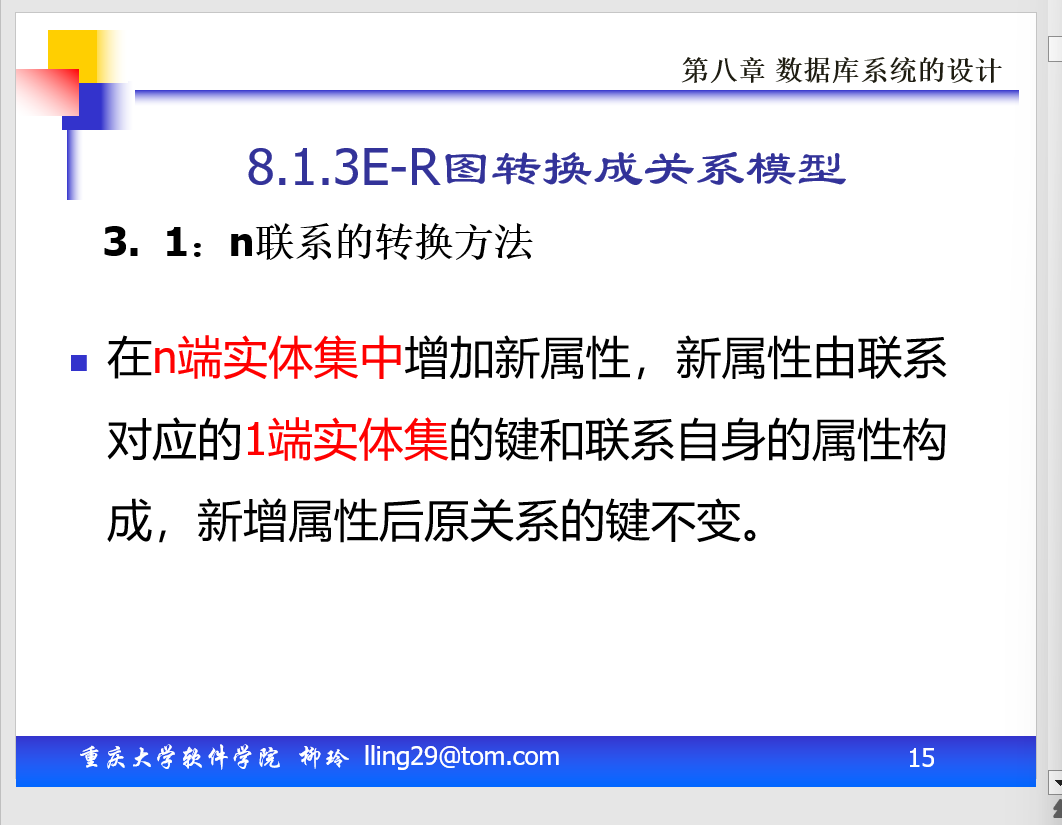 第八章 数据库系统的设计
8.1.3E-R图转换成关系模型
3. 1：n联系的转换方法
在n端实体集中增加新属性，新属性由联系
对应的1端实体集的键和联系自身的属性构
成，新增属性后原关系的键不变。
重庆大学软件学院 柳玲 lling29@tom.com
15